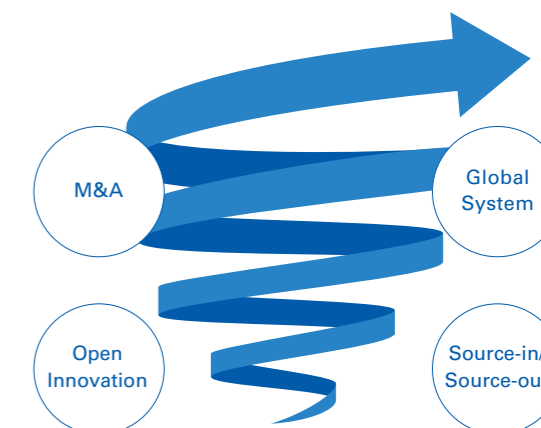 M&A
Global
System
Open
Innovation
Source-in/
Source-ou